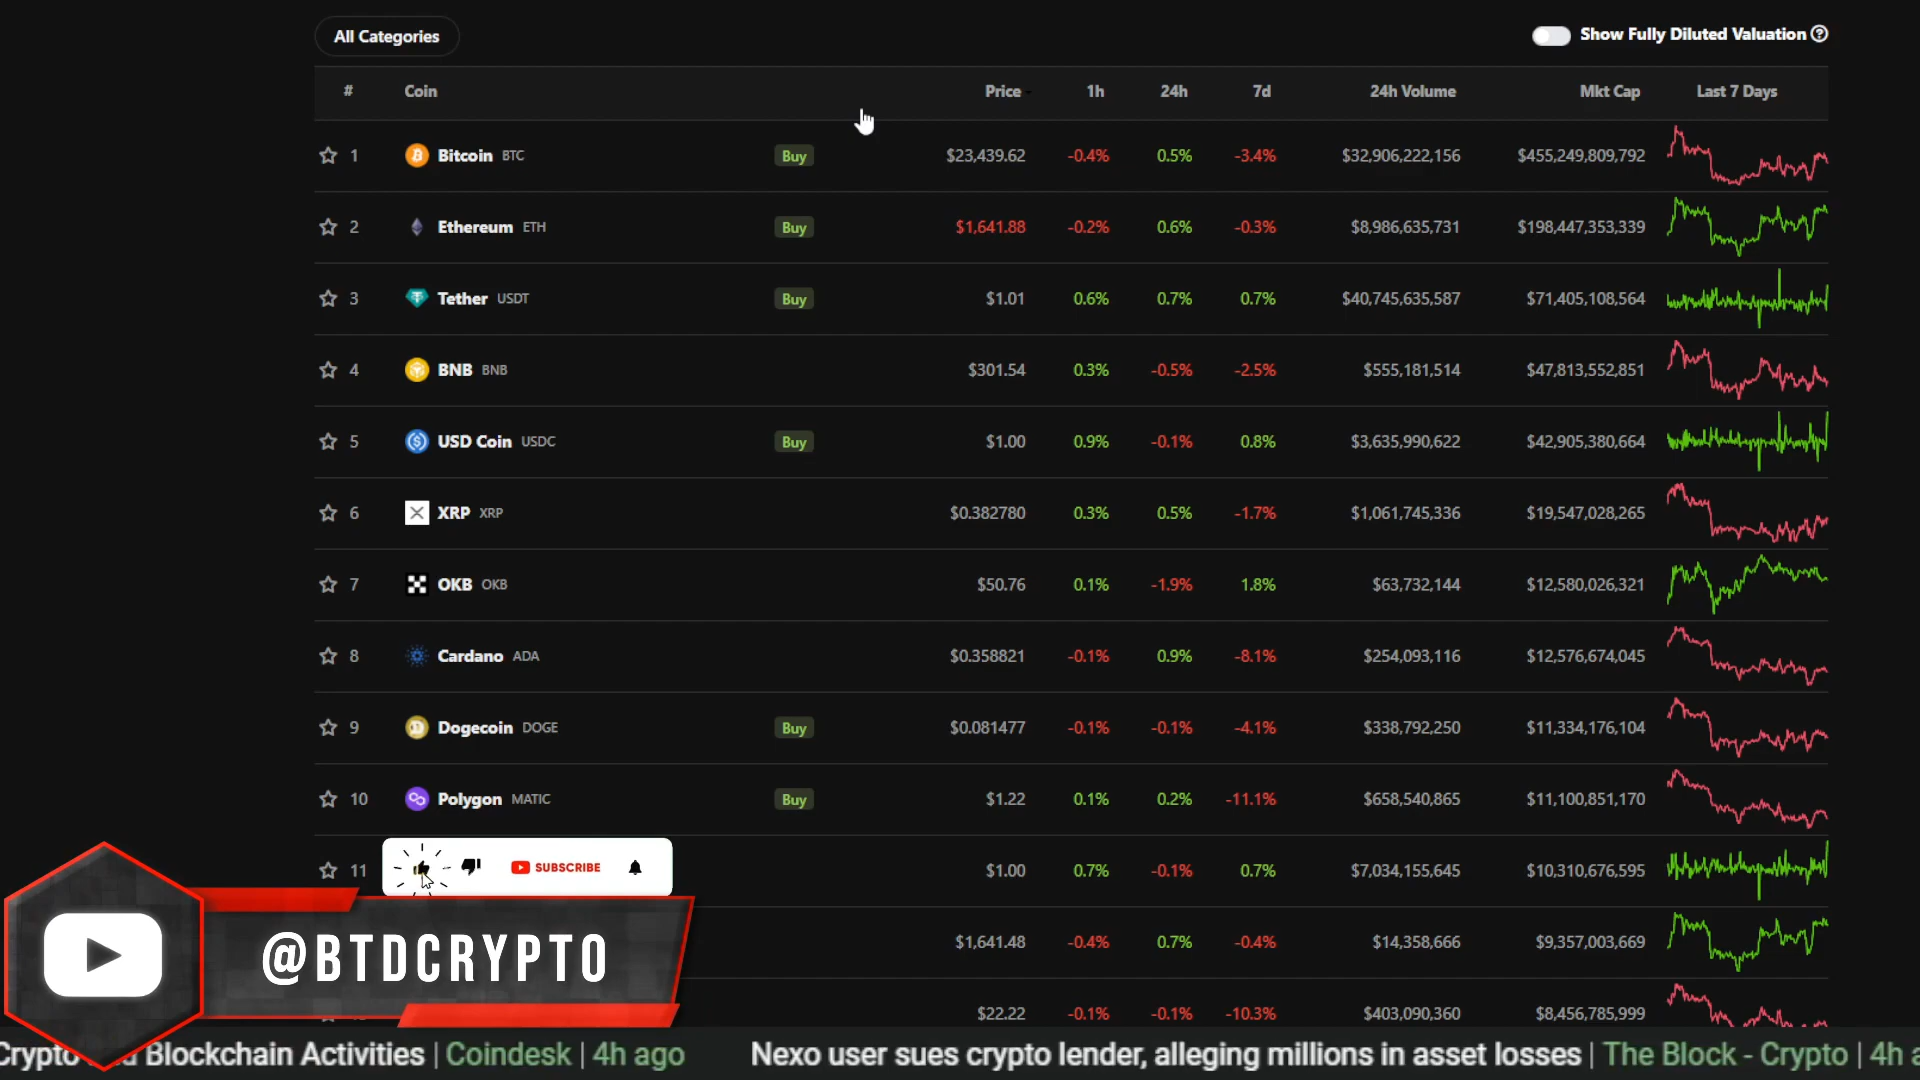 All Categories
Show Fully Diluted Valuation
# Coin Price 1h 24h 7d 24h Volume Mkt Cap Last 7 Days
1 Bitcoin BTC Buy $23,439.62 -0.4% 0.5% -3.4% $32,906,222,156 $455,249,809,792
2 Ethereum ETH Buy $1,641.88 -0.2% 0.6% -0.3% $8,986,635,731 $198,447,353,339
3 Tether USDT Buy $1.01 0.6% 0.7% 0.7% $40,745,635,587 $71,405,108,564
4 BNB BNB $301.54 0.3% -0.5% -2.5% $555,181,514 $47,813,552,851
5 USD Coin USDC Buy $1.00 0.9% -0.1% 0.8% $3,635,990,622 $42,905,380,664
6 XRP XRP $0.382780 0.3% 0.5% -1.7% $1,061,745,336 $19,547,028,265
7 OKB OKB $50.76 0.1% -1.9% 1.8% $63,732,144 $12,580,026,321
8 Cardano ADA $0.358821 -0.1% 0.9% -8.1% $254,093,116 $12,576,674,045
9 Dogecoin DOGE Buy $0.081477 -0.1% -0.1% -4.1% $338,792,250 $11,334,176,104
10 Polygon MATIC Buy $1.22 0.1% 0.2% -11.1% $658,540,865 $11,100,851,170
11 SUBSCRIBE $1.00 0.7% -0.1% 0.7% $7,034,155,645 $10,310,676,595
$1,641.48 -0.4% 0.7% -0.4% $14,358,666 $9,357,003,669
@BTDCRYPTO
$22.22 -0.1% -0.1% -10.3% $403,090,360 $8,456,785,999
Crypto Blockchain Activities | Coindesk | 4h ago Nexo user sues crypto lender, alleging millions in asset losses | The Block - Crypto | 4h a